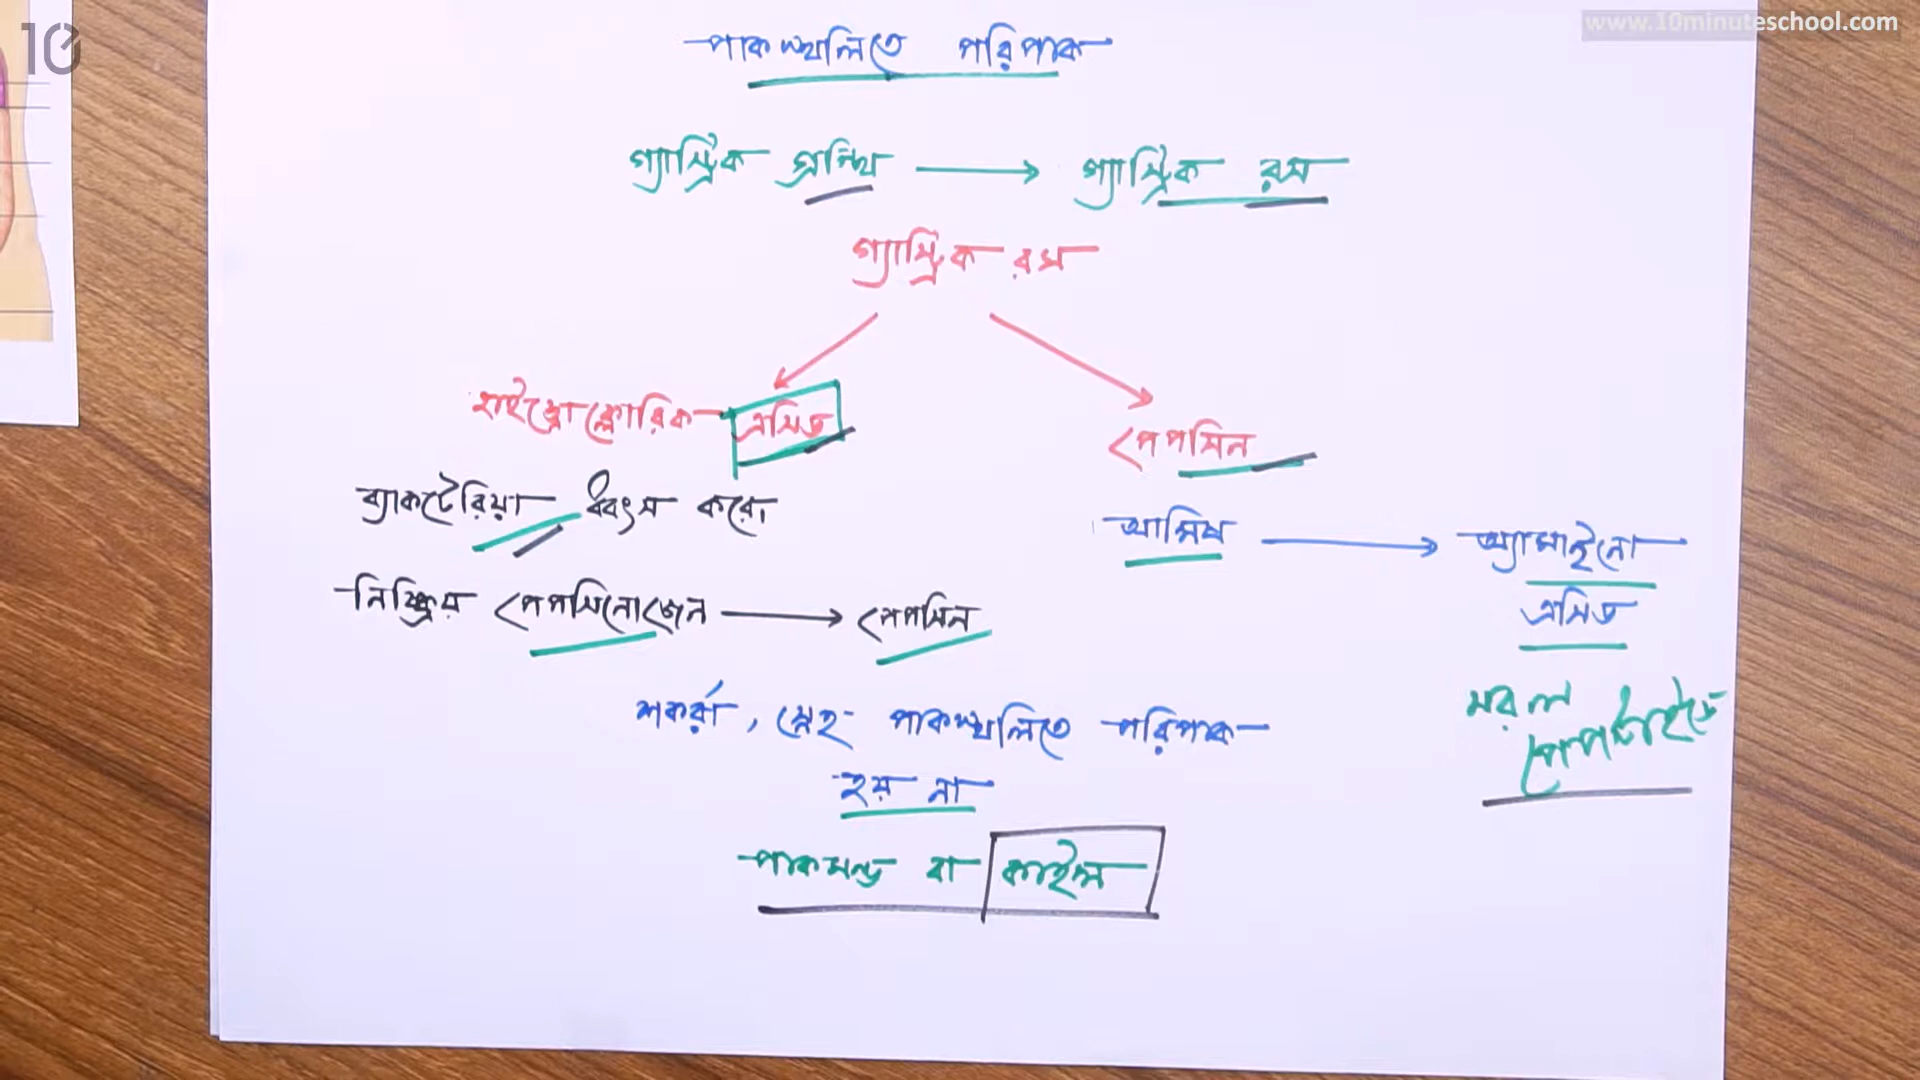 10
www.10minuteschool.com
পাকস্থলিতে পরিপাক
গ্যাস্ট্রিক গ্রন্থি → গ্যাস্ট্রিক রস
গ্যাস্ট্রিক রস
হাইড্রোক্লোরিক এসিড
পেপসিন
ব্যাকটেরিয়া ধ্বংস করে।
আমিষ → অ্যামাইনো
এসিড
নিষ্ক্রিয় পেপসিনোজেন → পেপসিন
সরল
পেপটাইড
শর্করা, স্নেহ পাকস্থলিতে পরিপাক
হয় না
পাকমন্ড বা কাইম